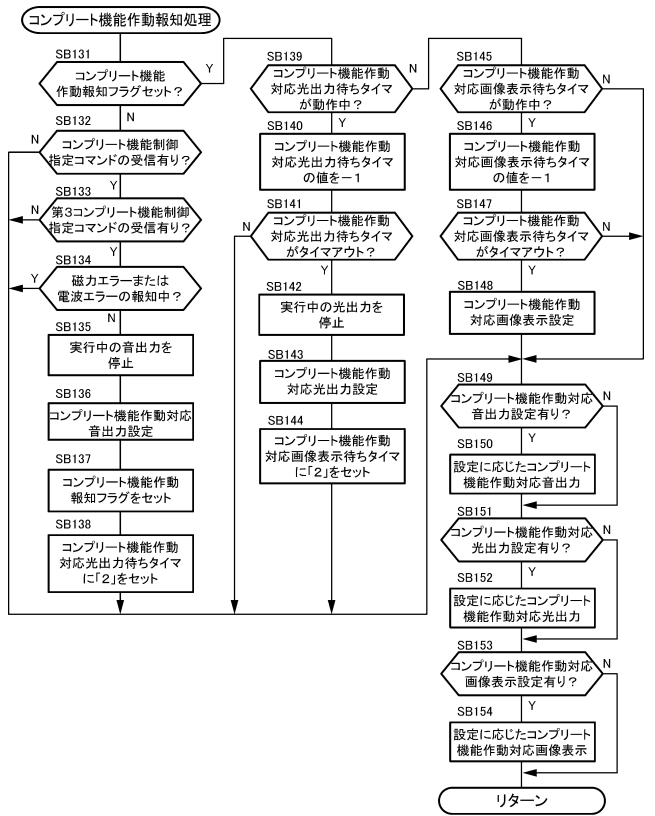 コンプリート機能作動報知処理
SB131
コンプリート機能
作動報知フラグセット？
Y
N
SB132
コンプリート機能制御
指定コマンドの受信有り？
N
Y
SB133
第3コンプリート機能制御
指定コマンドの受信有り？
N
Y
SB134
磁力エラーまたは
電波エラーの報知中？
Y
N
SB135
実行中の音出力を
停止
SB136
コンプリート機能作動対応
音出力設定
SB137
コンプリート機能作動
報知フラグをセット
SB138
コンプリート機能作動
対応光出力待ちタイマ
に「2」をセット
SB139
コンプリート機能作動
対応光出力待ちタイマ
が動作中？
N
Y
SB140
コンプリート機能作動
対応光出力待ちタイマ
の値を－1
SB141
コンプリート機能作動
対応光出力待ちタイマ
がタイマアウト？
N
Y
SB142
実行中の光出力を
停止
SB143
コンプリート機能作動
対応光出力設定
SB144
コンプリート機能作動
対応画像表示待ちタイマ
に「2」をセット
SB145
コンプリート機能作動
対応画像表示待ちタイマ
が動作中？
N
Y
SB146
コンプリート機能作動
対応画像表示待ちタイマ
の値を－1
SB147
コンプリート機能作動
対応画像表示待ちタイマ
がタイマアウト？
N
Y
SB148
コンプリート機能作動
対応画像表示設定
SB149
コンプリート機能作動対応
音出力設定有り？
N
Y
SB150
設定に応じたコンプリート
機能作動対応音出力
SB151
コンプリート機能作動対応
光出力設定有り？
N
Y
SB152
設定に応じたコンプリート
機能作動対応光出力
SB153
コンプリート機能作動対応
画像表示設定有り？
N
Y
SB154
設定に応じたコンプリート
機能作動対応画像表示
リターン